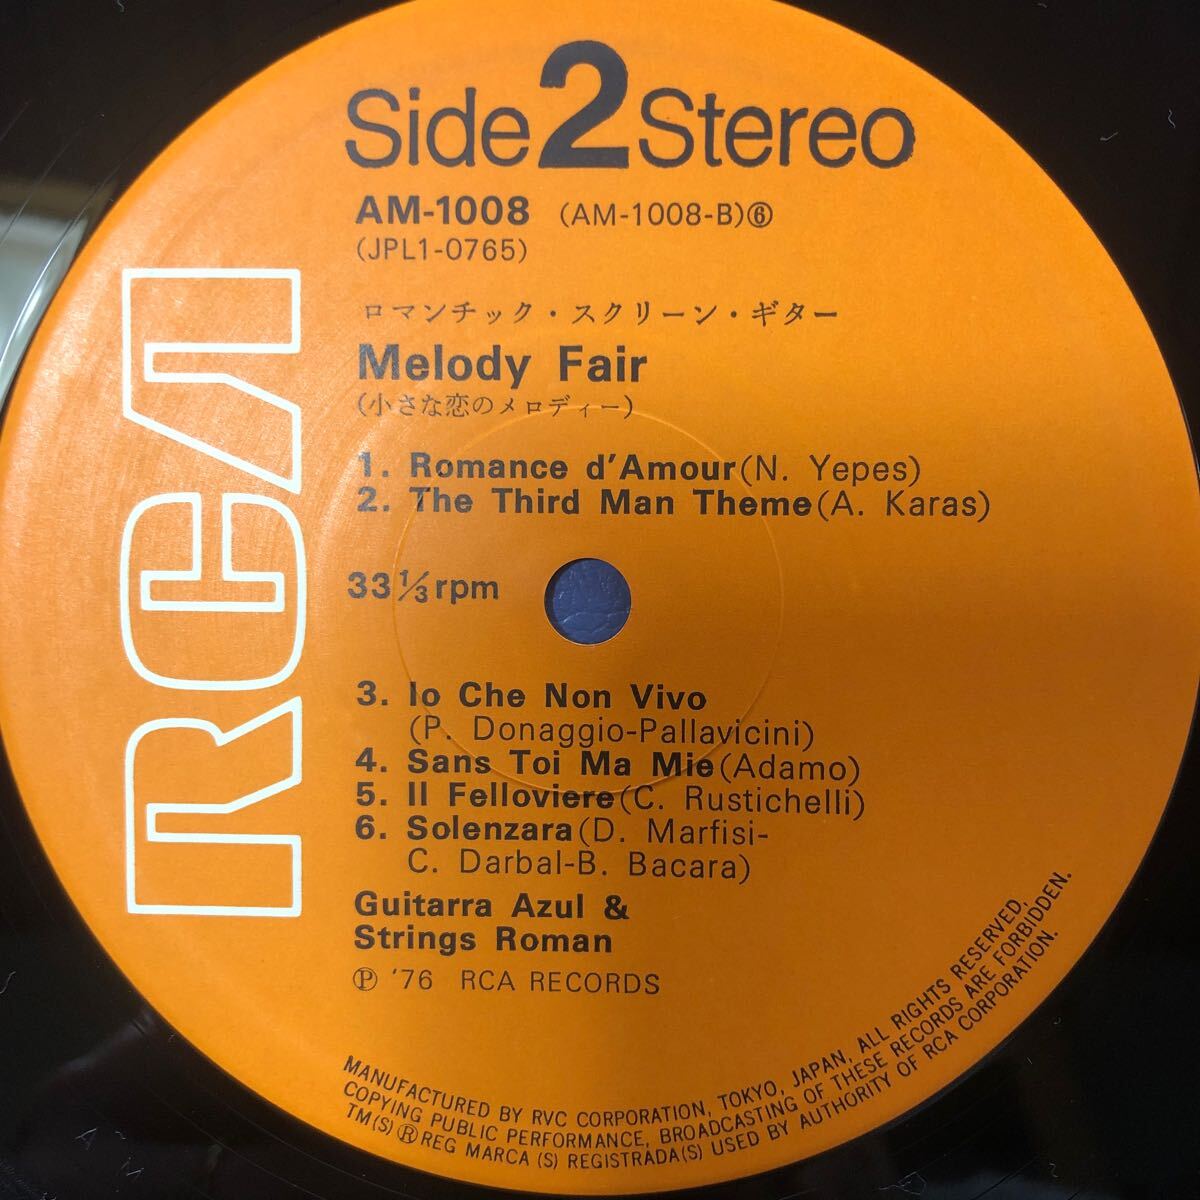 Side 2 Stereo
AM-1008 (AM-1008-B)⑥
(JPL1-0765)
ロマンチック・スクリーン・ギター
Melody Fair
(小さな恋のメロディー)
1. Romance d'Amour(N. Yepes)
2. The Third Man Theme(A. Karas)
33 1/3 rpm
3. Io Che Non Vivo
(P. Donaggio-Pallavicini)
4. Sans Toi Ma Mie(Adamo)
5. Il Felloviere(C. Rustichelli)
6. Solenzara(D. Marfisi-
C. Darbal-B. Bacara)
Guitarra Azul &
Strings Roman
Ⓟ '76 RCA RECORDS
MANUFACTURED BY RVC CORPORATION, TOKYO, JAPAN, ALL RIGHTS RESERVED,
COPYING PUBLIC PERFORMANCE, BROADCASTING OF THESE RECORDS ARE FORBIDDEN.
TM(S) ® REG MARCA (S) REGISTRADA(S) USED BY AUTHORITY OF RCA CORPORATION.
RCA